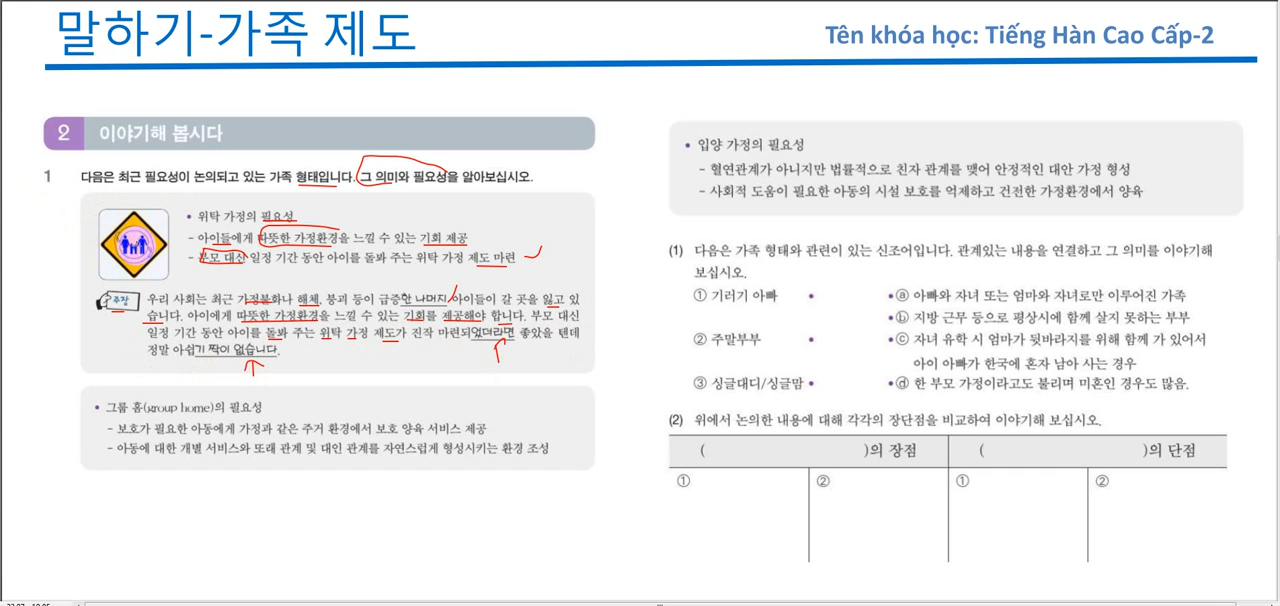 말하기-가족 제도
Tên khóa học: Tiếng Hàn Cao Cấp-2
2 이야기해 봅시다
1 다음은 최근 필요성이 논의되고 있는 가족 형태입니다. 그 의미와 필요성을 알아보십시오.
• 위탁 가정의 필요성
- 아이들에게 따뜻한 가정환경을 느낄 수 있는 기회 제공
- 부모 대신 일정 기간 동안 아이를 돌봐 주는 위탁 가정 제도 마련
주장
우리 사회는 최근 가정불화나 해체, 붕괴 등이 급증한 나머지 아이들이 갈 곳을 잃고 있
습니다. 아이에게 따뜻한 가정환경을 느낄 수 있는 기회를 제공해야 합니다. 부모 대신
일정 기간 동안 아이를 돌봐 주는 위탁 가정 제도가 진작 마련되었더라면 좋았을 텐데
정말 아쉽기 짝이 없습니다.
• 그룹 홈(group home)의 필요성
- 보호가 필요한 아동에게 가정과 같은 주거 환경에서 보호 양육 서비스 제공
- 아동에 대한 개별 서비스와 또래 관계 및 대인 관계를 자연스럽게 형성시키는 환경 조성
• 입양 가정의 필요성
- 혈연관계가 아니지만 법률적으로 친자 관계를 맺어 안정적인 대안 가정 형성
- 사회적 도움이 필요한 아동의 시설 보호를 억제하고 건전한 가정환경에서 양육
(1) 다음은 가족 형태와 관련이 있는 신조어입니다. 관계있는 내용을 연결하고 그 의미를 이야기해
보십시오.
① 기러기 아빠 • •ⓐ 아빠와 자녀 또는 엄마와 자녀로만 이루어진 가족
•ⓑ 지방 근무 등으로 평상시에 함께 살지 못하는 부부
② 주말부부 • •ⓒ 자녀 유학 시 엄마가 뒷바라지를 위해 함께 가 있어서
아이 아빠가 한국에 혼자 남아 사는 경우
③ 싱글대디/싱글맘 • •ⓓ 한 부모 가정이라고도 불리며 미혼인 경우도 많음.
(2) 위에서 논의한 내용에 대해 각각의 장단점을 비교하여 이야기해 보십시오.
( )의 장점 ( )의 단점
① ② ① ②